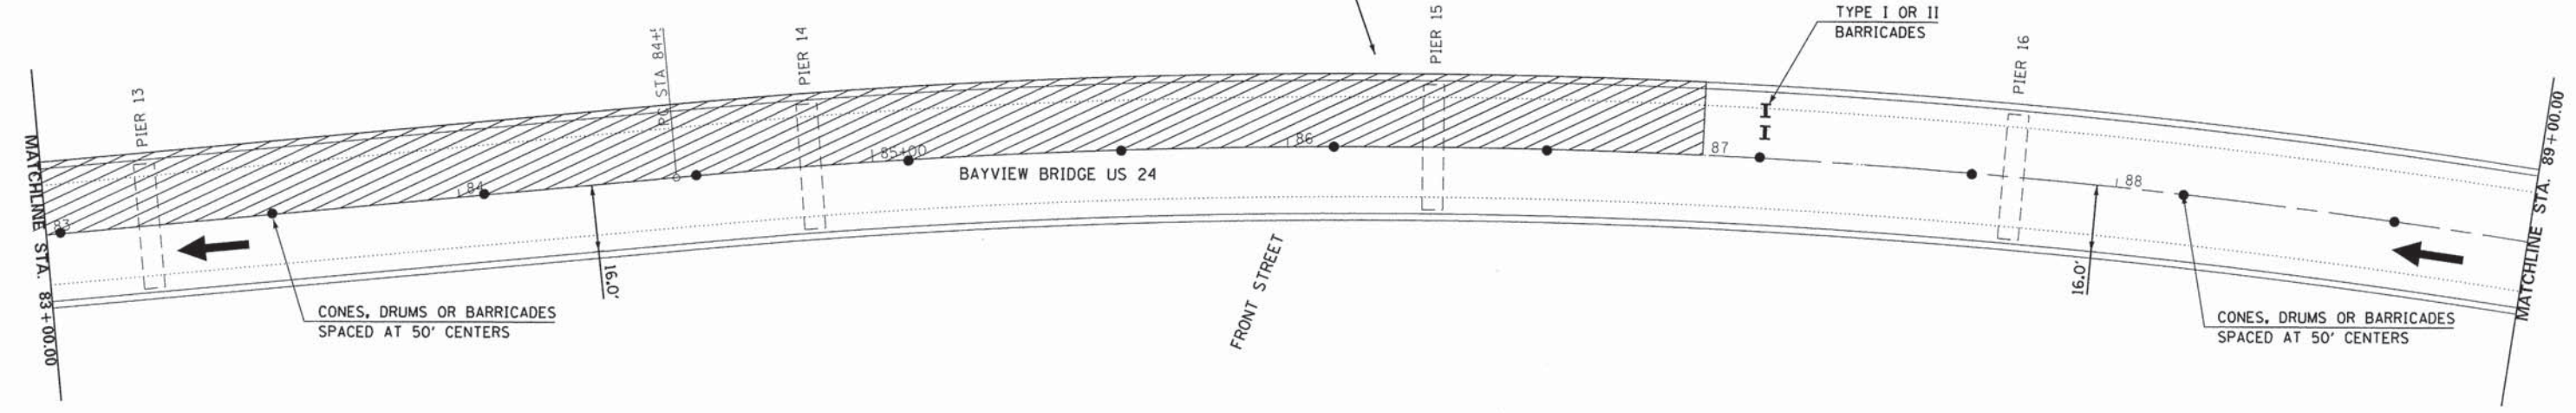 TYPE I OR II
BARRICADES
PIER 13
PC STA 84+
PIER 14
PIER 15
PIER 16
MATCHLINE STA. 83+00.00
83
84
85+00
86
87
88
BAYVIEW BRIDGE US 24
MATCHLINE STA. 89+00.00
16.0'
16.0'
FRONT STREET
CONES, DRUMS OR BARRICADES
SPACED AT 50' CENTERS
CONES, DRUMS OR BARRICADES
SPACED AT 50' CENTERS